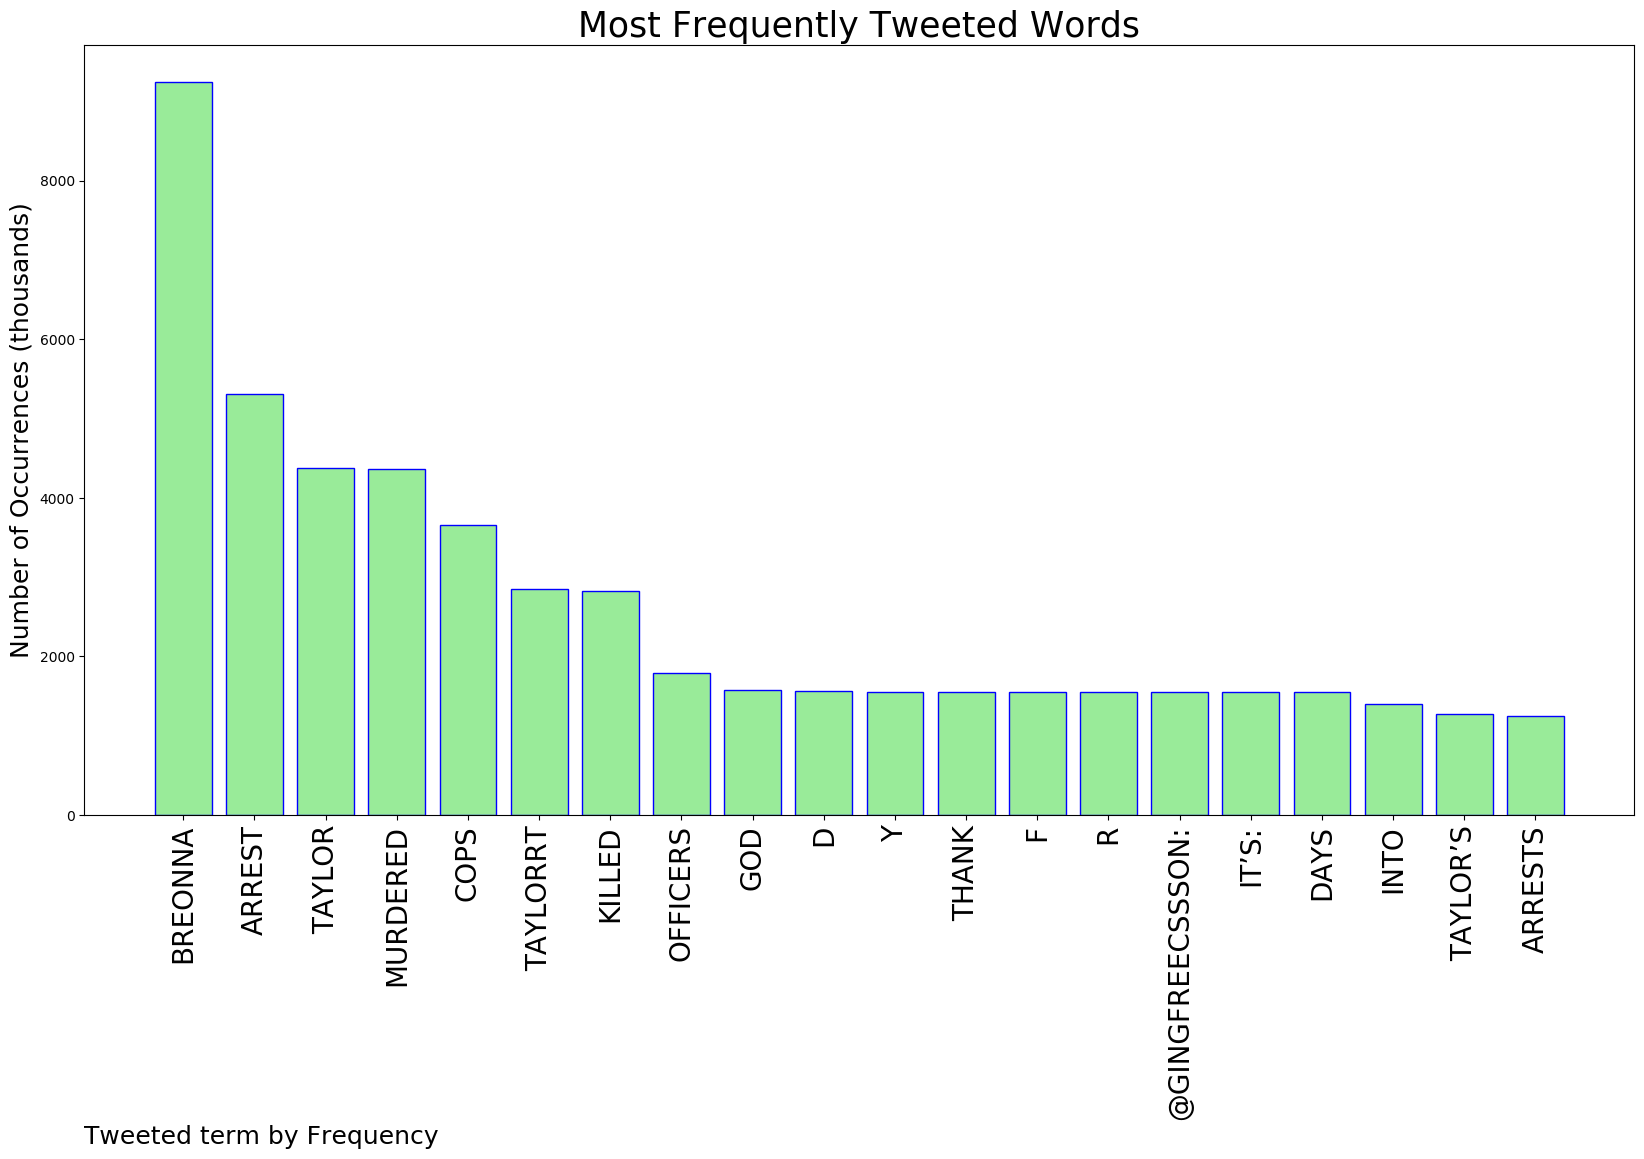 Most Frequently Tweeted Words
Number of Occurrences (thousands)
8000
6000
4000
2000
0
BREONNA
ARREST
TAYLOR
MURDERED
COPS
TAYLORRT
KILLED
OFFICERS
GOD
D
Y
THANK
F
R
@GINGFREECSSSON:
IT’S:
DAYS
INTO
TAYLOR’S
ARRESTS
Tweeted term by Frequency